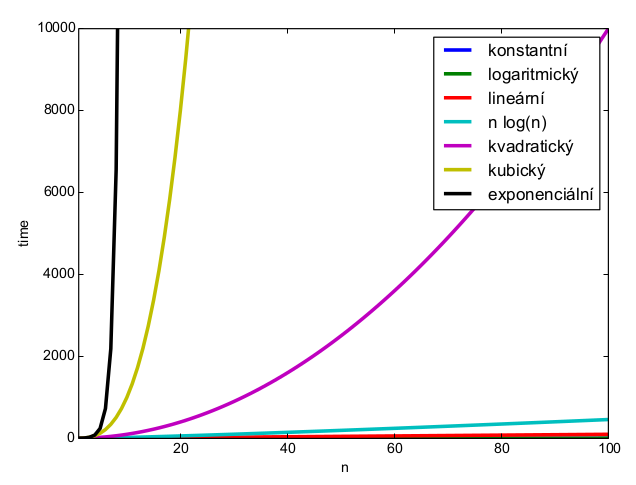 10000
8000
6000
4000
2000
0
time
20
40
60
80
100
n
konstantní
logaritmický
lineární
n log(n)
kvadratický
kubický
exponenciální